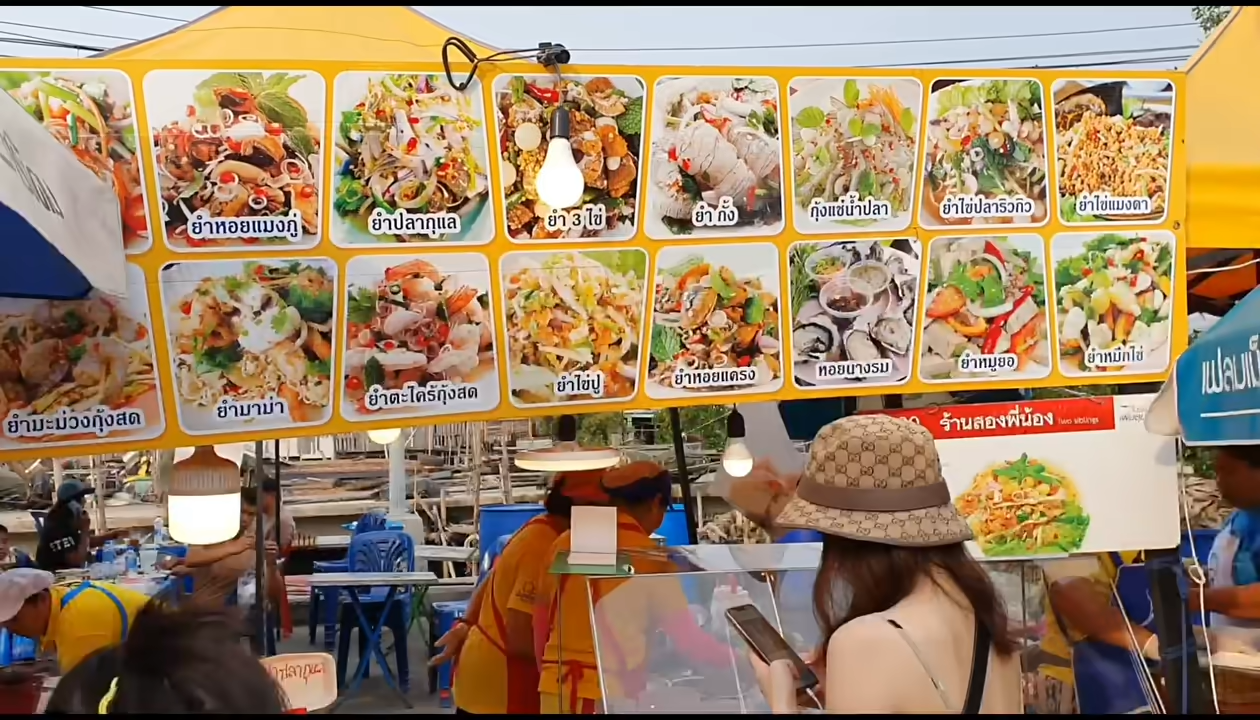 ยำหอยแมงภู่
ยำปลากุแล
ยำ 3 ไข่
ยำ กั้ง
กุ้งแช่น้ำปลา
ยำไข่ปลาริวกิว
ยำไข่แมงดา
ยำมะม่วงกุ้งสด
ยำมาม่า
ยำตะไคร้กุ้งสด
ยำไข่ปู
ยำหอยแครง
หอยนางรม
ยำหมูยอ
ยำหมึกไข่
ร้านสองพี่น้อง Two siblings